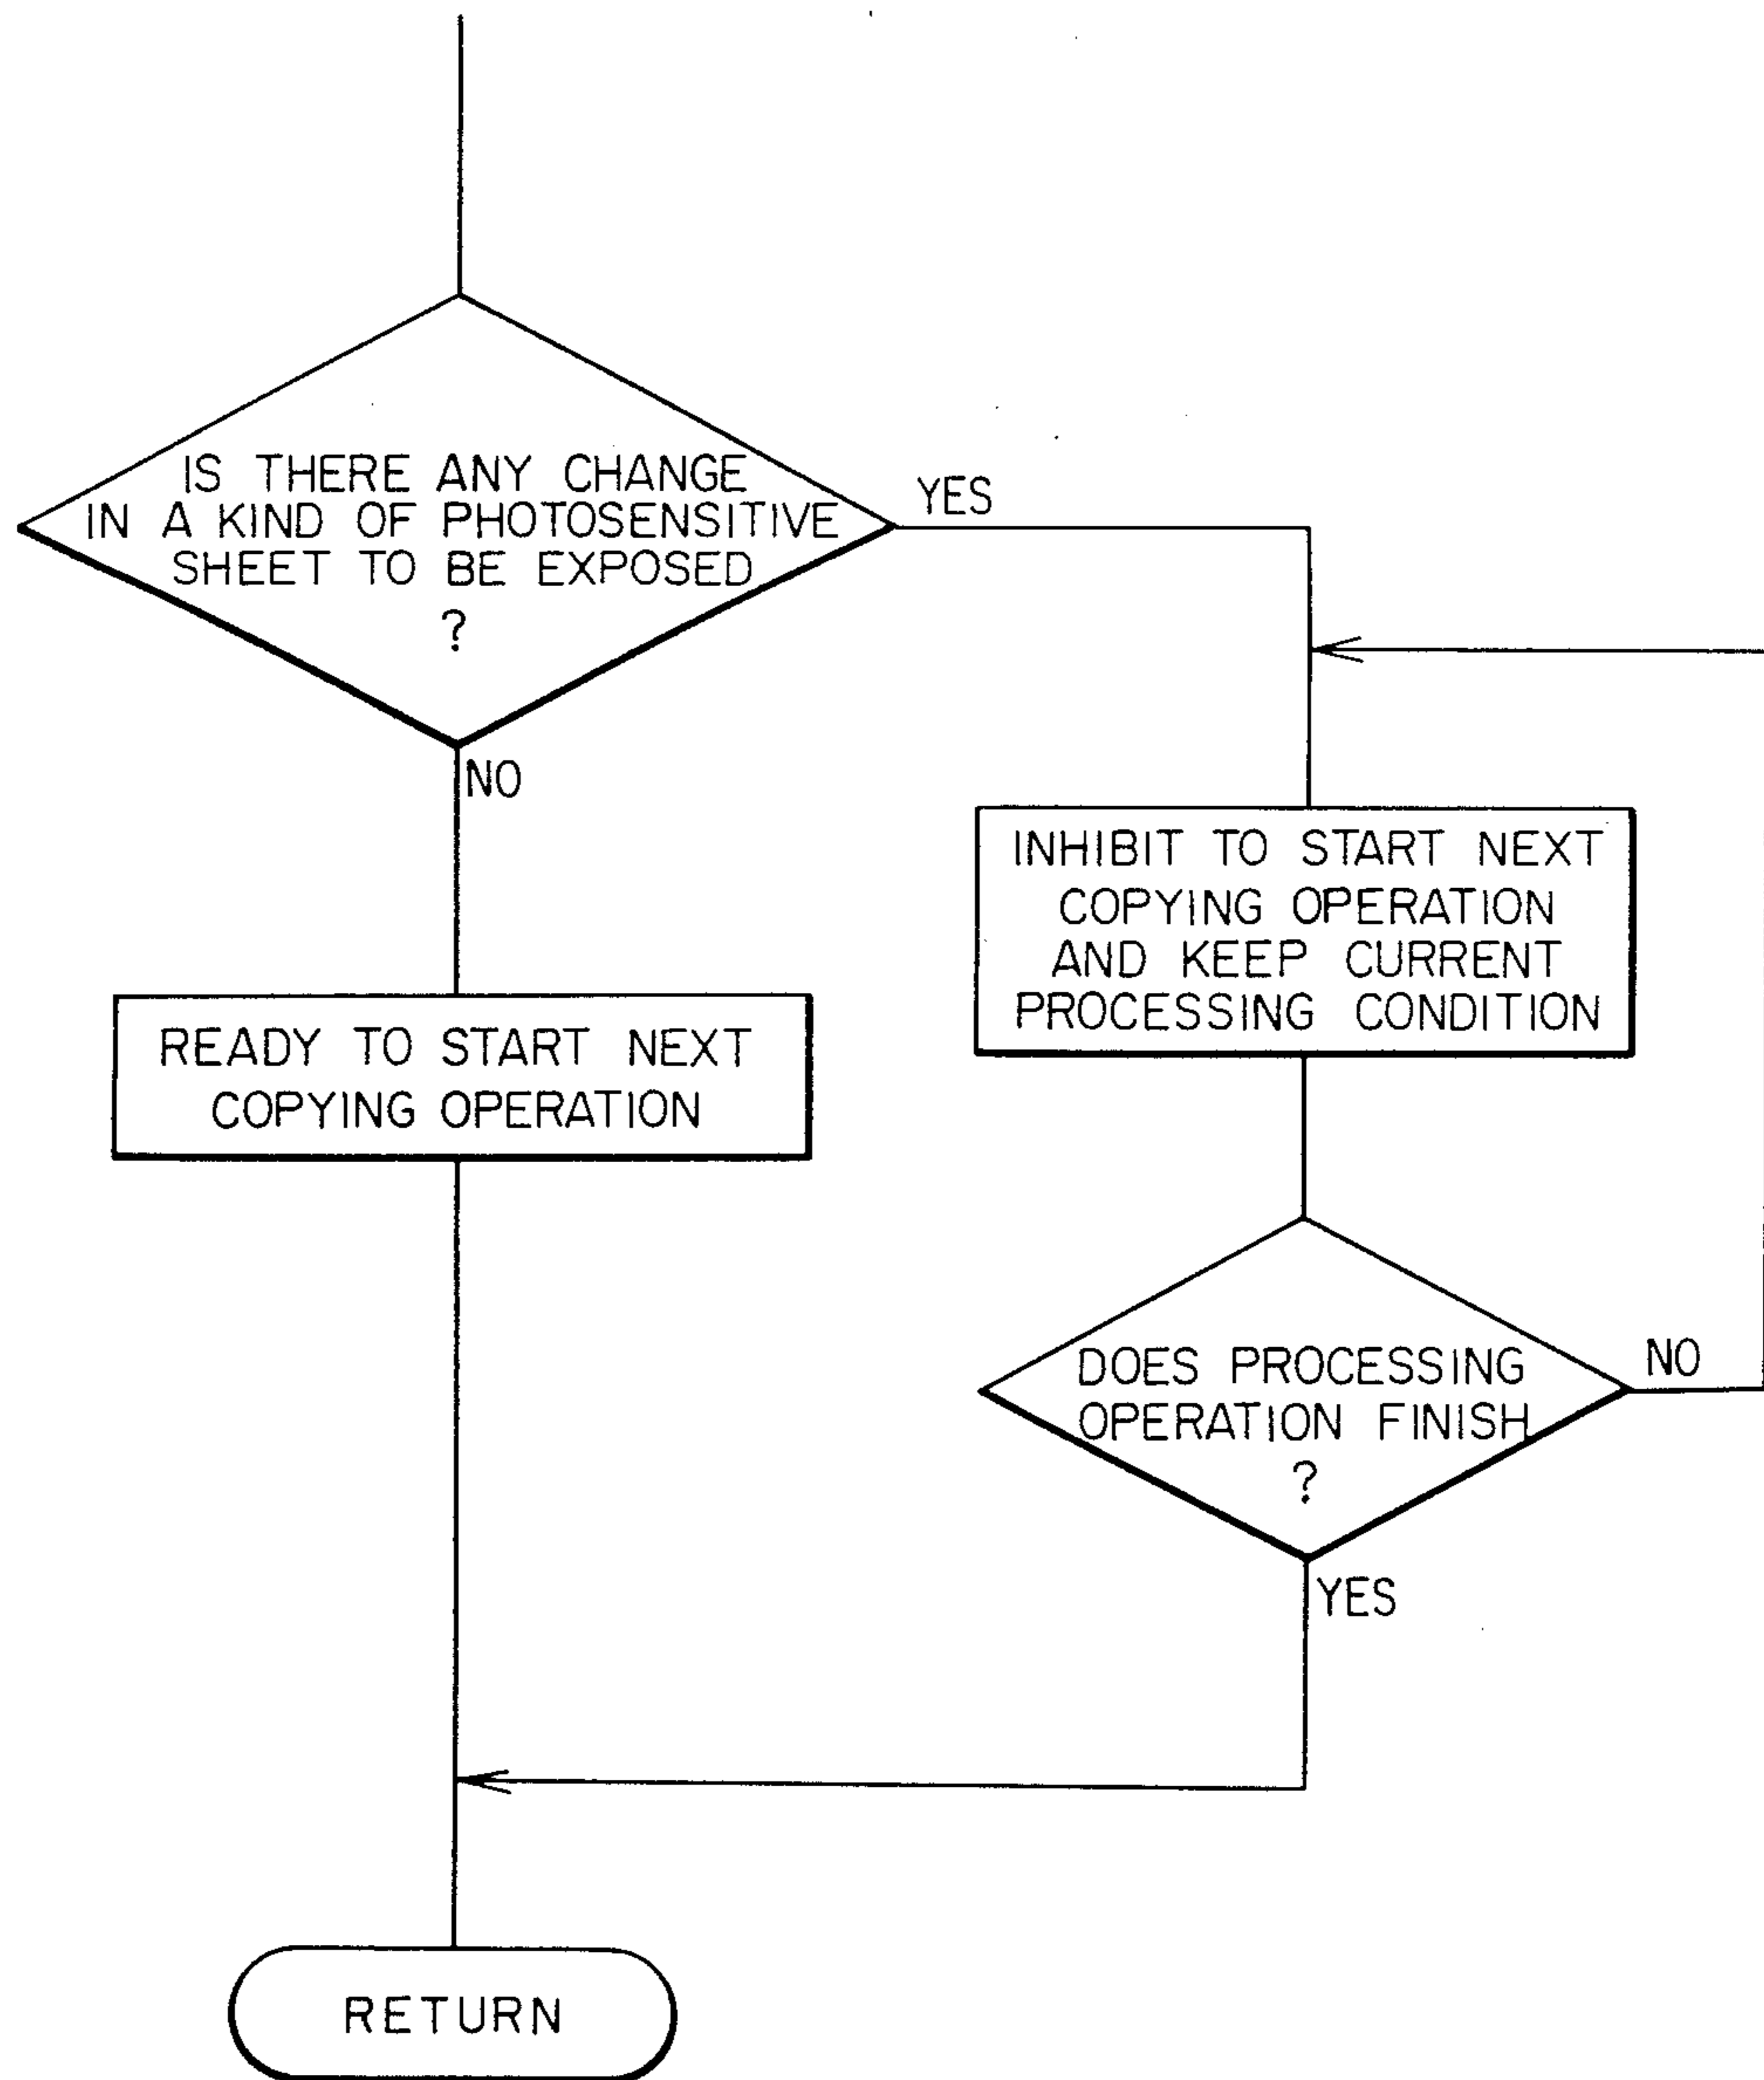 IS THERE ANY CHANGE
IN A KIND OF PHOTOSENSITIVE
SHEET TO BE EXPOSED
?
YES
NO
INHIBIT TO START NEXT
COPYING OPERATION
AND KEEP CURRENT
PROCESSING CONDITION
READY TO START NEXT
COPYING OPERATION
DOES PROCESSING
OPERATION FINISH
?
NO
YES
RETURN